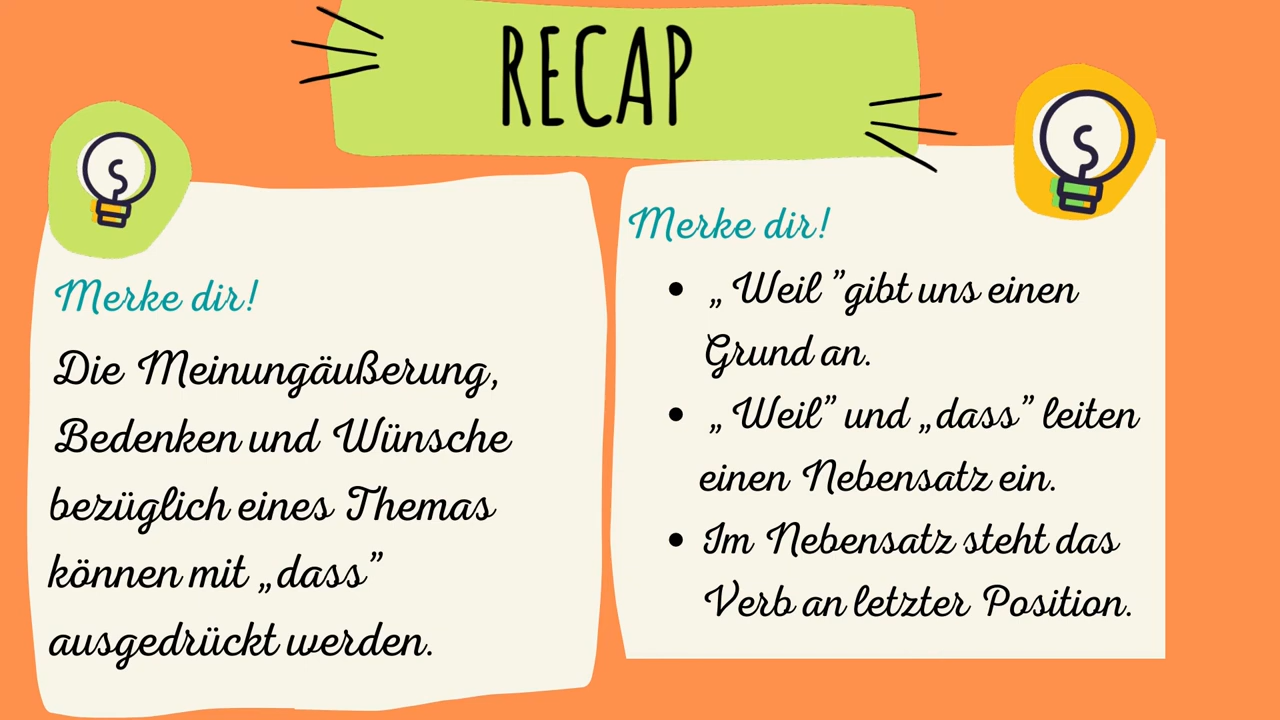 RECAP
Merke dir!
Die Meinungäußerung,
Bedenken und Wünsche
bezüglich eines Themas
können mit „dass”
ausgedrückt werden.
Merke dir!
• „ Weil ”gibt uns einen
Grund an.
• „ Weil” und „dass” leiten
einen Nebensatz ein.
• Im Nebensatz steht das
Verb an letzter Position.